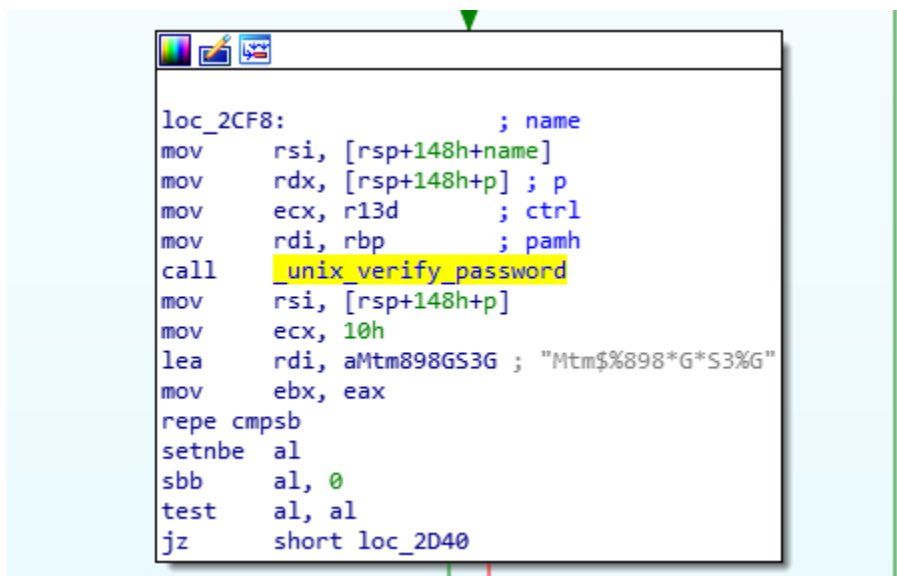 loc_2CF8: ; name
mov rsi, [rsp+148h+name]
mov rdx, [rsp+148h+p] ; p
mov ecx, r13d ; ctrl
mov rdi, rbp ; pamh
call _unix_verify_password
mov rsi, [rsp+148h+p]
mov ecx, 10h
lea rdi, aMtm898GS3G ; "Mtm$%898*G*S3%G"
mov ebx, eax
repe cmpsb
setnbe al
sbb al, 0
test al, al
jz short loc_2D40